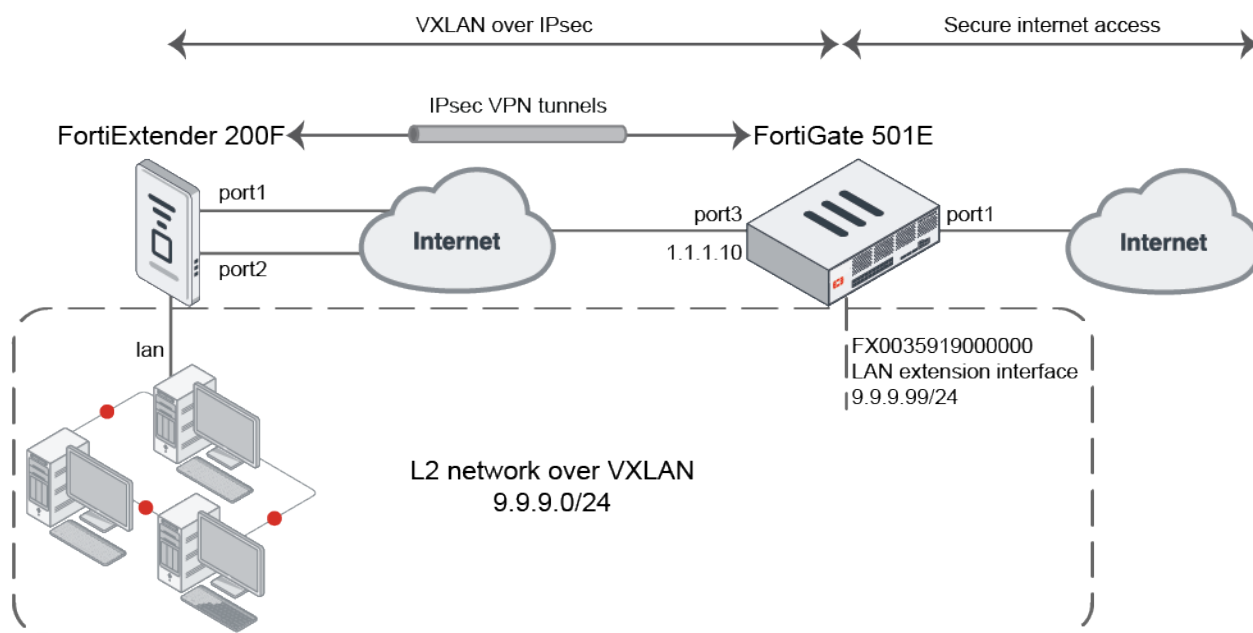 VXLAN over IPsec
Secure internet access
IPsec VPN tunnels
FortiExtender 200F
FortiGate 501E
port1
port2
Internet
port3
1.1.1.10
port1
Internet
lan
FX0035919000000
LAN extension interface
9.9.9.99/24
L2 network over VXLAN
9.9.9.0/24